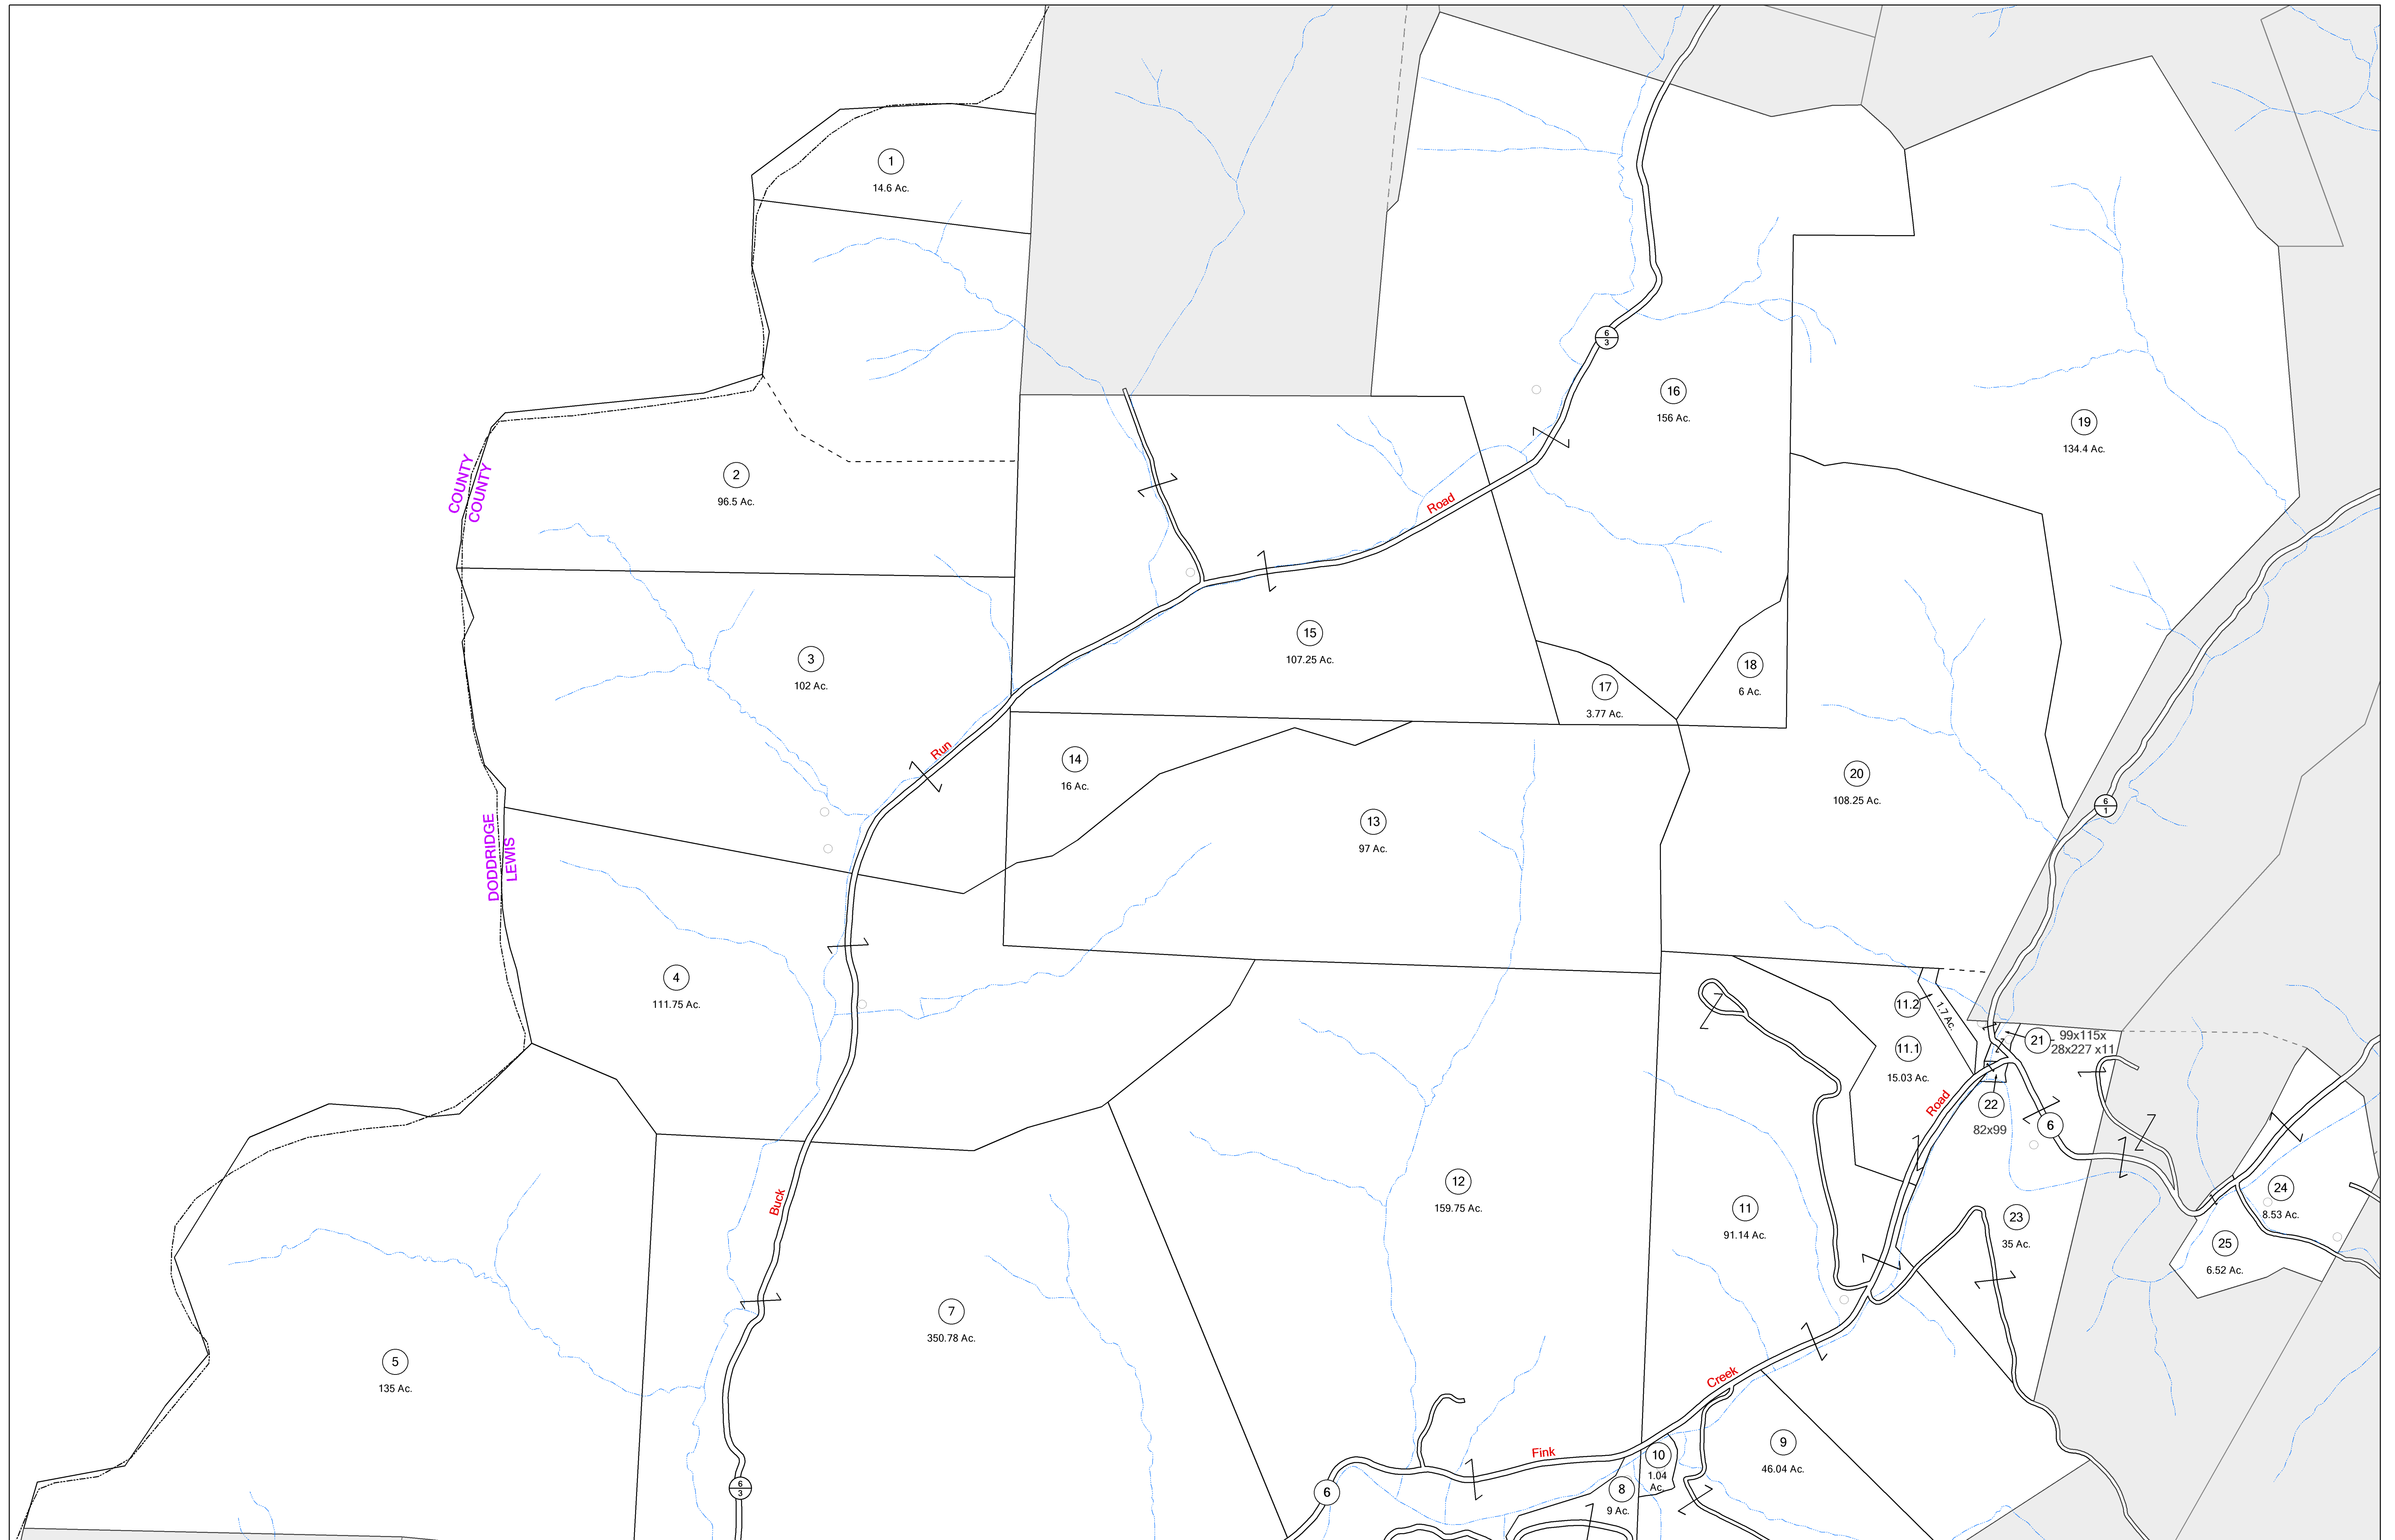 1
14.6 Ac.
6
3
16
156 Ac.
19
134.4 Ac.
COUNTY
COUNTY
2
96.5 Ac.
Road
15
107.25 Ac.
3
102 Ac.
17
3.77 Ac.
18
6 Ac.
Run
14
16 Ac.
20
108.25 Ac.
6
1
13
97 Ac.
DODDRIDGE
LEWIS
4
111.75 Ac.
11.2
1.7 Ac.
21
99x115x
28x227 x11
11.1
15.03 Ac.
Road
22
82x99
6
Buck
12
159.75 Ac.
11
91.14 Ac.
23
35 Ac.
24
8.53 Ac.
25
6.52 Ac.
7
350.78 Ac.
5
135 Ac.
Creek
Fink
9
46.04 Ac.
10
1.04
Ac.
8
9 Ac.
6
6
3